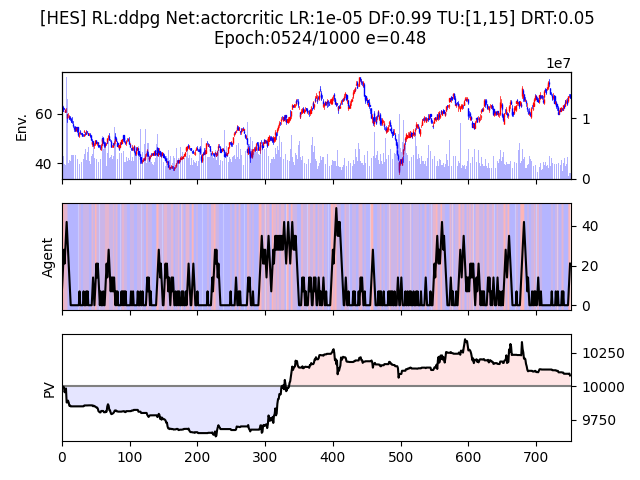 [HES] RL:ddpg Net:actorcritic LR:1e-05 DF:0.99 TU:[1,15] DRT:0.05
Epoch:0524/1000 e=0.48
1e7
Env.
60
40
1
0
Agent
40
20
0
PV
10250
10000
9750
0 100 200 300 400 500 600 700